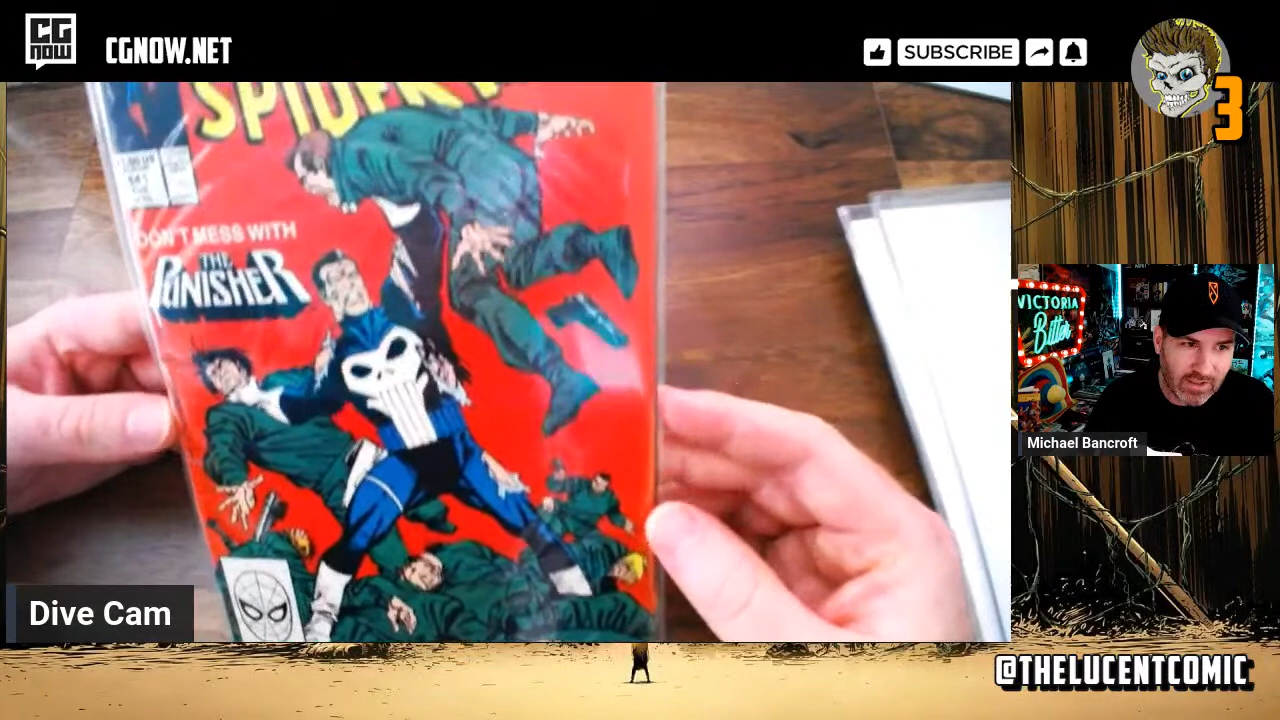 CG
NOW
CGNOW.NET
SUBSCRIBE
3
SPIDER
DON'T MESS WITH
THE
PUNISHER
VICTORIA
Bitter
Michael Bancroft
Dive Cam
@THELUCENTCOMIC